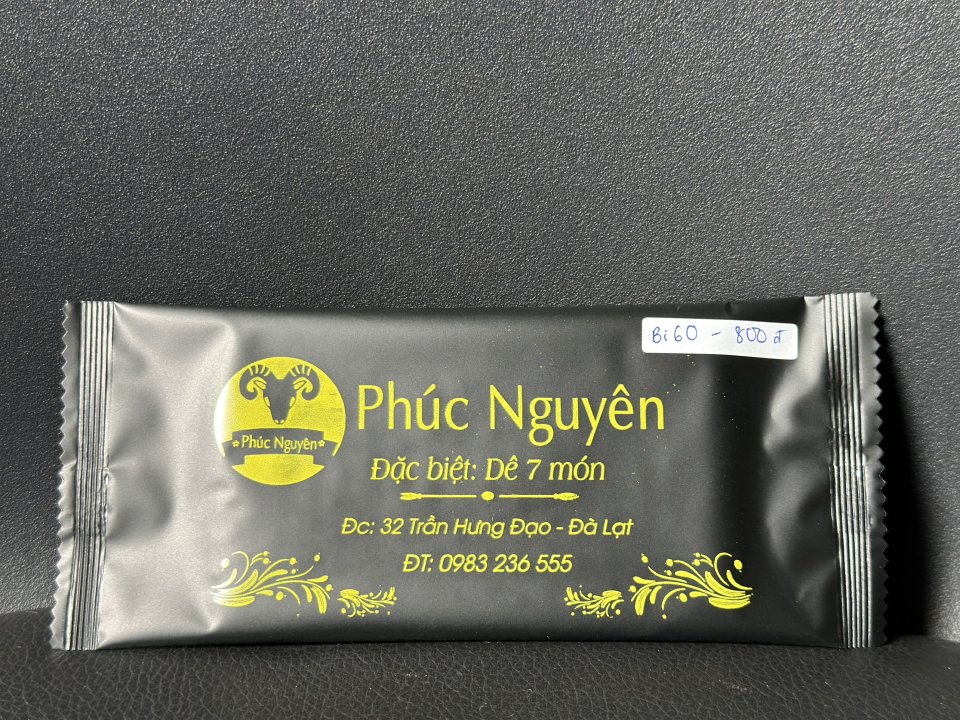 Bi60 - 800đ
Phúc Nguyên
Phúc Nguyên
Đặc biệt: Dê 7 món
Đc: 32 Trần Hưng Đạo - Đà Lạt
ĐT: 0983 236 555